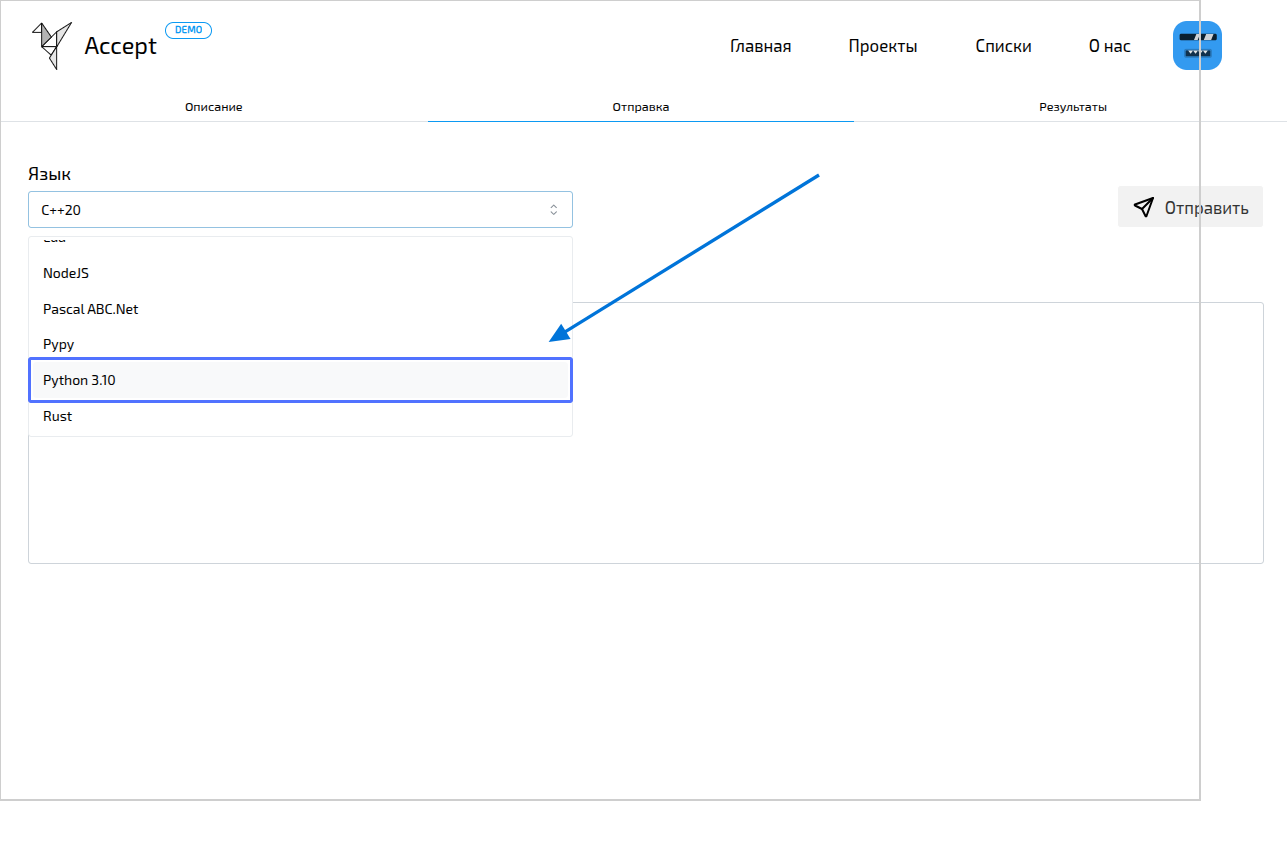 Accept
DEMO
Главная
Проекты
Списки
О нас
Описание
Отправка
Результаты
Язык
C++20
Отправить
NodeJS
Pascal ABC.Net
Pypy
Python 3.10
Rust